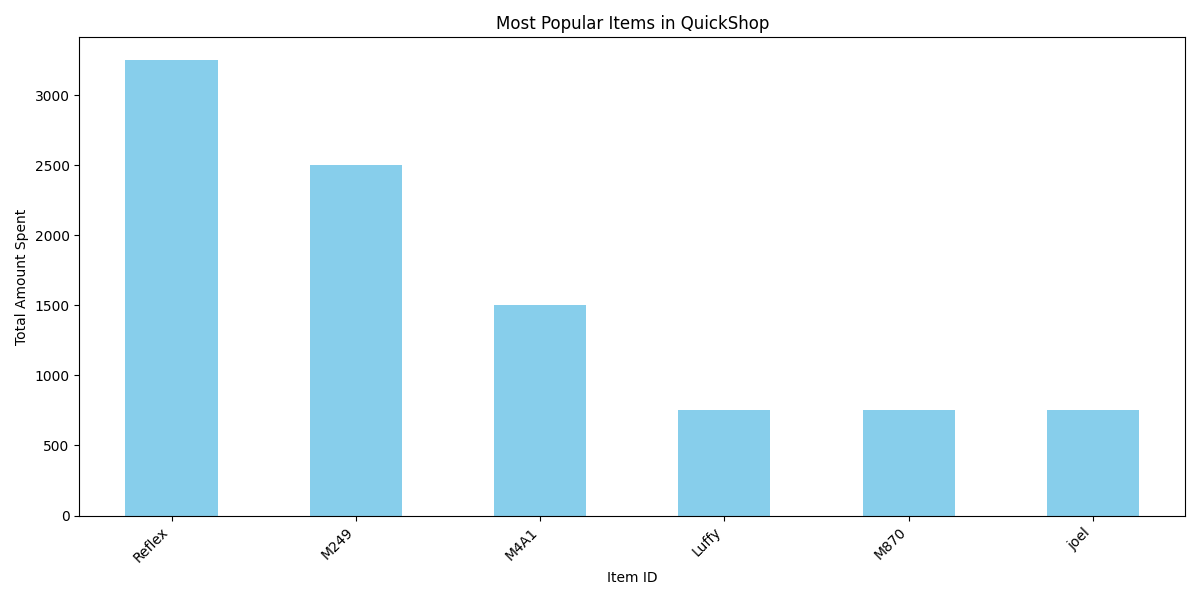 Most Popular Items in QuickShop
Total Amount Spent
3000
2500
2000
1500
1000
500
0
Reflex
M249
M4A1
Luffy
M870
joel
Item ID